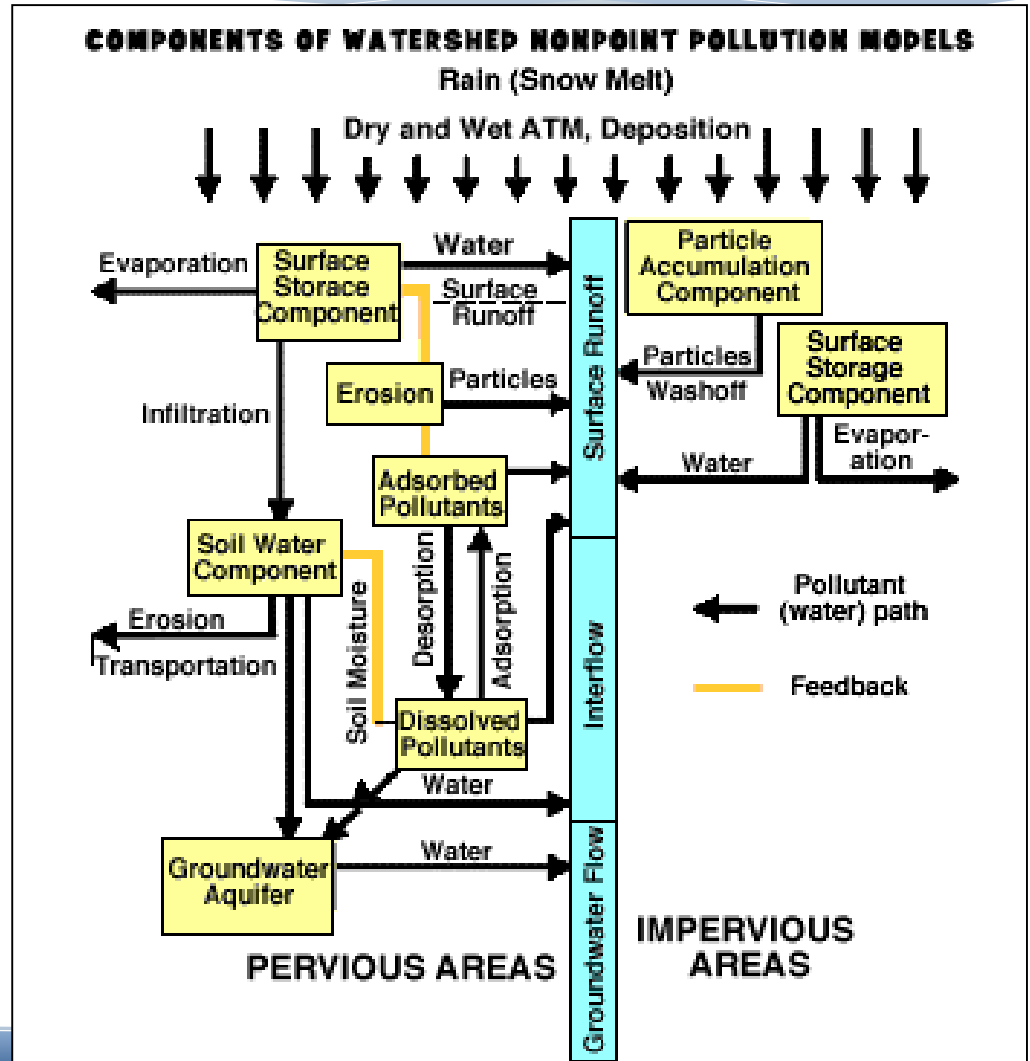 COMPONENTS OF WATERSHED NONPOINT POLLUTION MODELS
Rain (Snow Melt)
Dry and Wet ATM, Deposition
Evaporation
Surface
Storage
Component
Water
Surface
Runoff
Particle
Accumulation
Component
Surface
Storage
Component
Particles
Washoff
Erosion
Particles
Infiltration
Surface Runoff
Water
Evapor-
ation
Adsorbed
Pollutants
Soil Water
Component
Desorption
Adsorption
Erosion
Transportation
Soil Moisture
Interflow
Pollutant
(water) path
Feedback
Dissolved
Pollutants
Water
Groundwater
Aquifer
Water
Groundwater Flow
PERVIOUS AREAS
IMPERVIOUS
AREAS